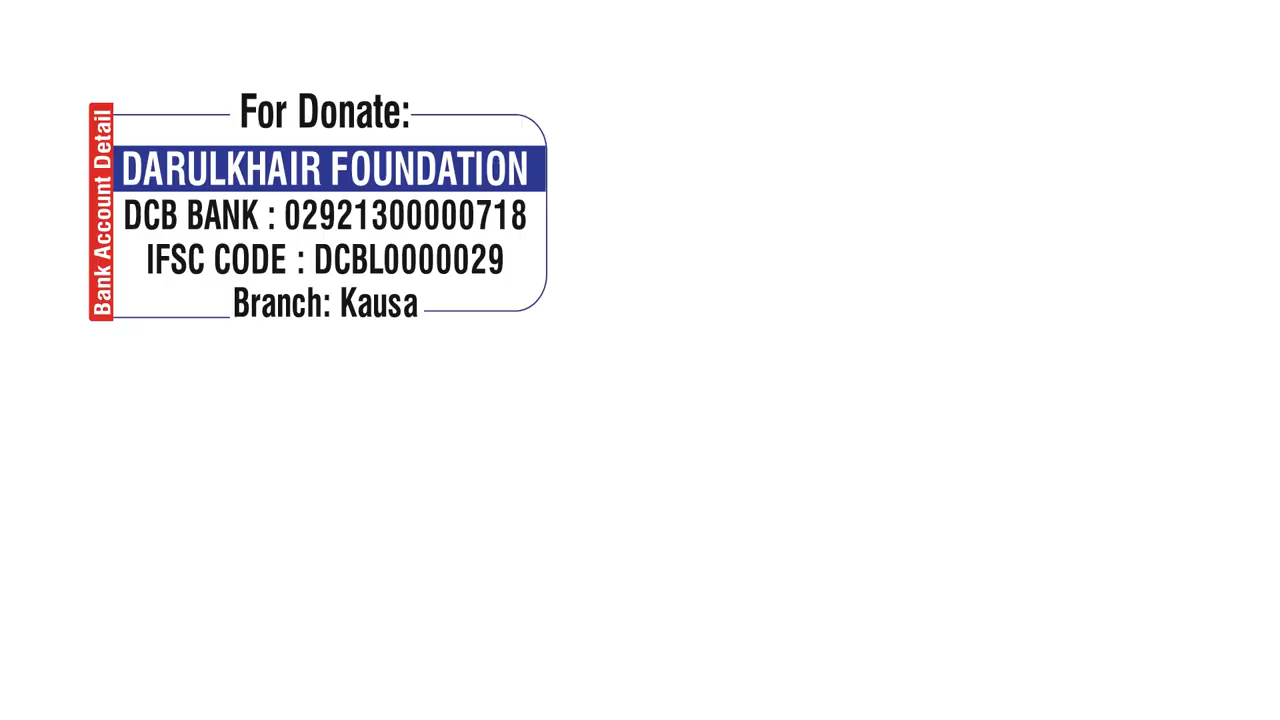 For Donate:
Bank Account Detail
DARULKHAIR FOUNDATION
DCB BANK : 02921300000718
IFSC CODE : DCBL0000029
Branch: Kausa